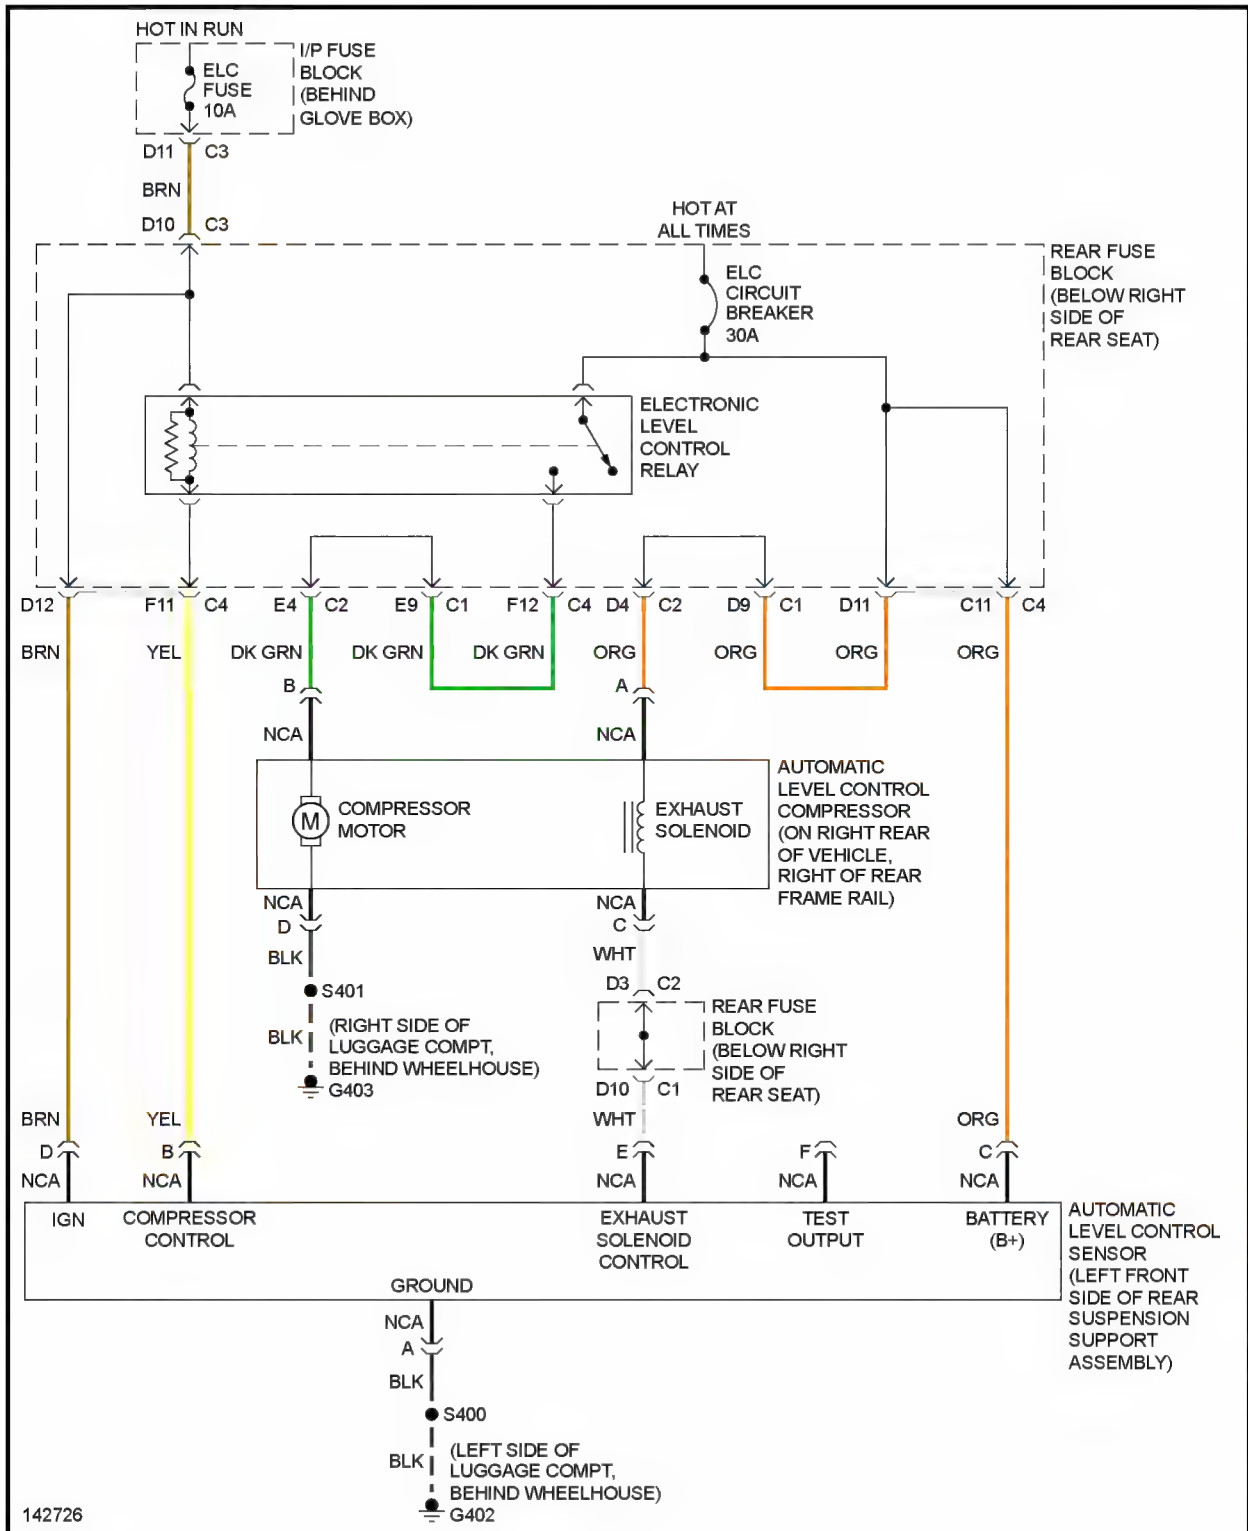 HOT IN RUN
I/P FUSE
BLOCK
(BEHIND
GLOVE BOX)
ELC
FUSE
10A
D11 C3
BRN
D10 C3
HOT AT
ALL TIMES
ELC
CIRCUIT
BREAKER
30A
REAR FUSE
BLOCK
(BELOW RIGHT
SIDE OF
REAR SEAT)
ELECTRONIC
LEVEL
CONTROL
RELAY
D12 F11 C4 E4 C2 E9 C1 F12 C4 D4 C2 D9 C1 D11 C11 C4
BRN YEL DK GRN DK GRN DK GRN ORG ORG ORG ORG
B A
NCA NCA
COMPRESSOR
MOTOR
M
EXHAUST
SOLENOID
AUTOMATIC
LEVEL CONTROL
COMPRESSOR
(ON RIGHT REAR
OF VEHICLE,
RIGHT OF REAR
FRAME RAIL)
NCA NCA
D C
BLK WHT
S401
BLK
(RIGHT SIDE OF
LUGGAGE COMPT,
BEHIND WHEELHOUSE)
G403
D3 C2
REAR FUSE
BLOCK
(BELOW RIGHT
SIDE OF
REAR SEAT)
D10 C1
BRN YEL WHT ORG
D B E F C
NCA NCA NCA NCA NCA
IGN
COMPRESSOR
CONTROL
EXHAUST
SOLENOID
CONTROL
TEST
OUTPUT
BATTERY
(B+)
GROUND
AUTOMATIC
LEVEL CONTROL
SENSOR
(LEFT FRONT
SIDE OF REAR
SUSPENSION
SUPPORT
ASSEMBLY)
NCA
A
BLK
S400
BLK
(LEFT SIDE OF
LUGGAGE COMPT,
BEHIND WHEELHOUSE)
G402
142726